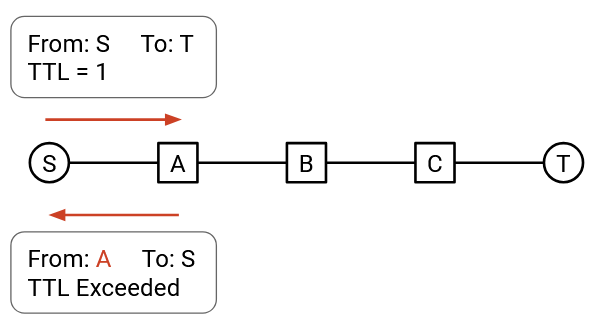 From: S To: T
TTL = 1
S A B C T
From: A To: S
TTL Exceeded